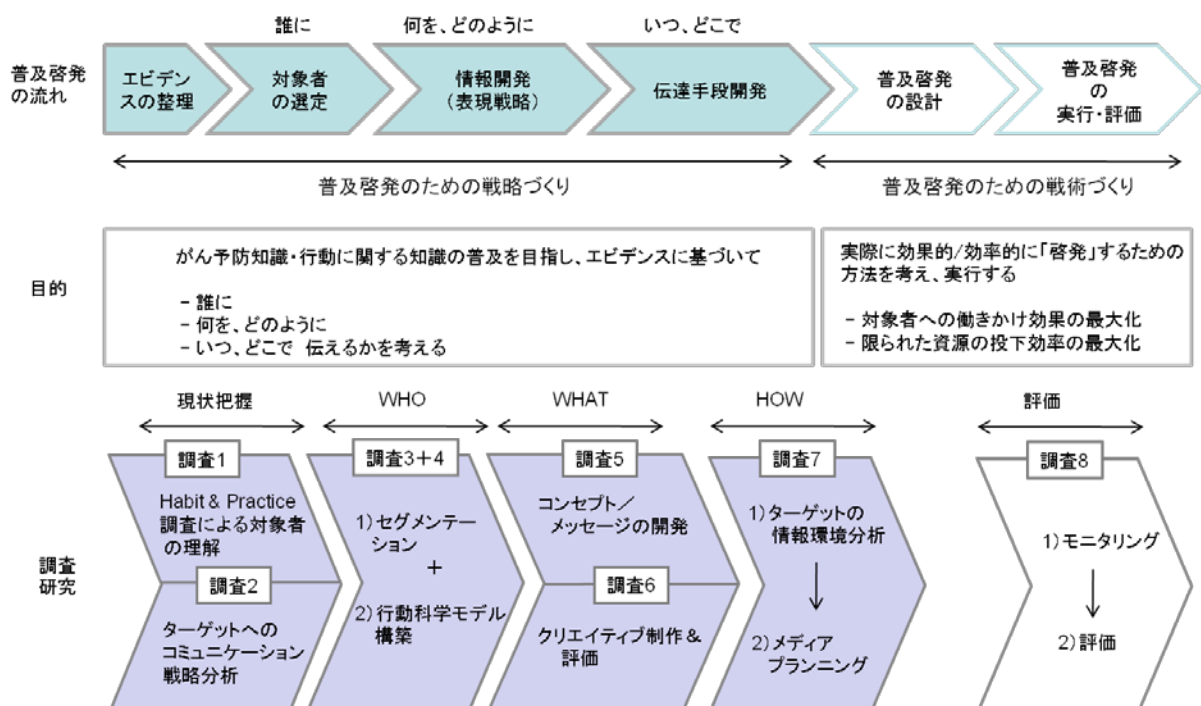 誰に
何を、どのように
いつ、どこで
普及啓発
の流れ
エビデン
スの整理
対象者
の選定
情報開発
(表現戦略)
伝達手段開発
普及啓発
の設計
普及啓発
の
実行・評価
普及啓発のための戦略づくり
普及啓発のための戦術づくり
目的
がん予防知識・行動に関する知識の普及を目指し、エビデンスに基づいて
– 誰に
– 何を、どのように
– いつ、どこで 伝えるかを考える
実際に効果的/効率的に「啓発」するための
方法を考え、実行する
– 対象者への働きかけ効果の最大化
– 限られた資源の投下効率の最大化
現状把握
WHO
WHAT
HOW
評価
調査
研究
調査1
Habit & Practice
調査による対象者
の理解
調査2
ターゲットへの
コミュニケーション
戦略分析
調査3+4
1)セグメンテー
ション
+
2)行動科学モデル
構築
調査5
コンセプト/
メッセージの開発
調査6
クリエイティブ制作&
評価
調査7
1)ターゲットの
情報環境分析
2)メディア
プランニング
調査8
1)モニタリング
2)評価